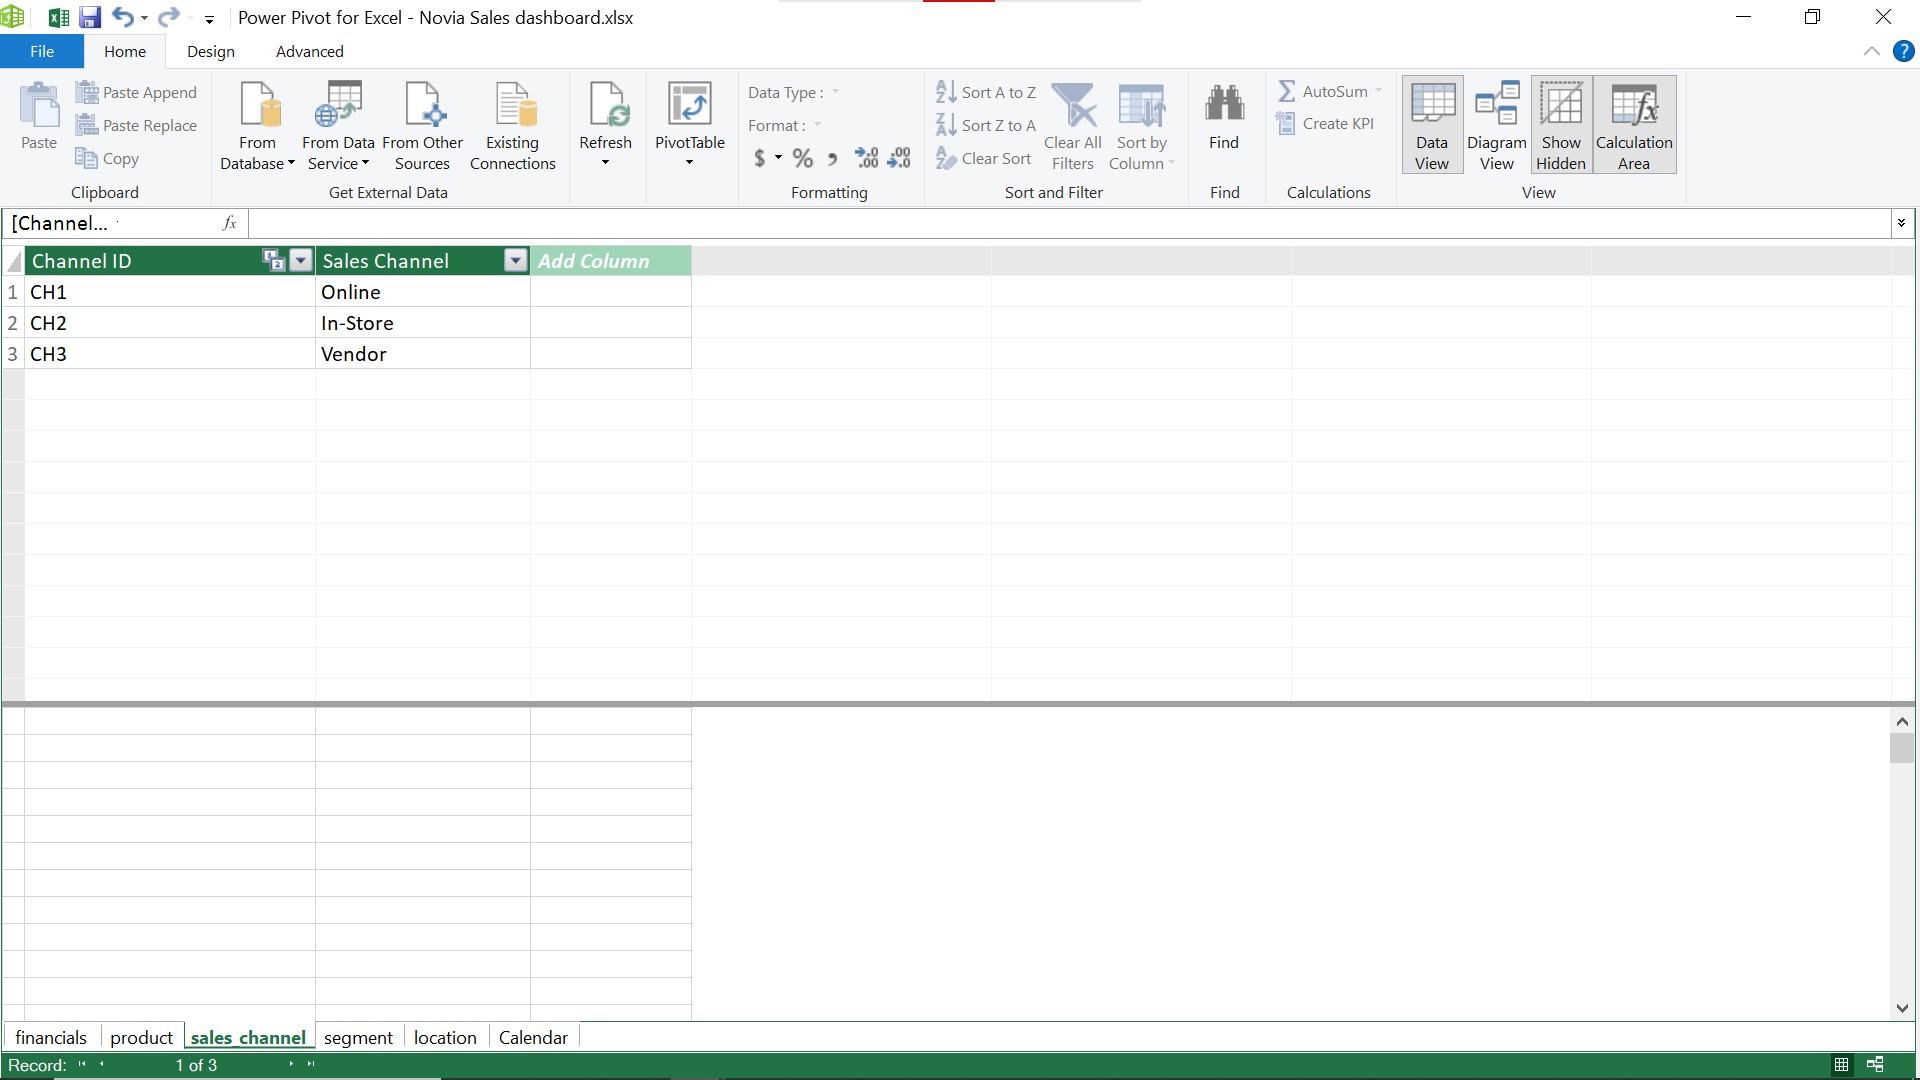 Power Pivot for Excel - Novia Sales dashboard.xlsx
File Home Design Advanced
Paste
Paste Append
Paste Replace
Copy
Clipboard
From Database
From Data Service
From Other Sources
Existing Connections
Get External Data
Refresh
PivotTable
Data Type :
Format :
$ % , .00 .00
Formatting
Sort A to Z
Sort Z to A
Clear Sort
Clear All Filters
Sort by Column
Sort and Filter
Find
Find
AutoSum
Create KPI
Calculations
Data View
Diagram View
Show Hidden
Calculation Area
View
[Channel... fx
Channel ID Sales Channel Add Column
1 CH1 Online
2 CH2 In-Store
3 CH3 Vendor
financials product sales_channel segment location Calendar
Record: 1 of 3